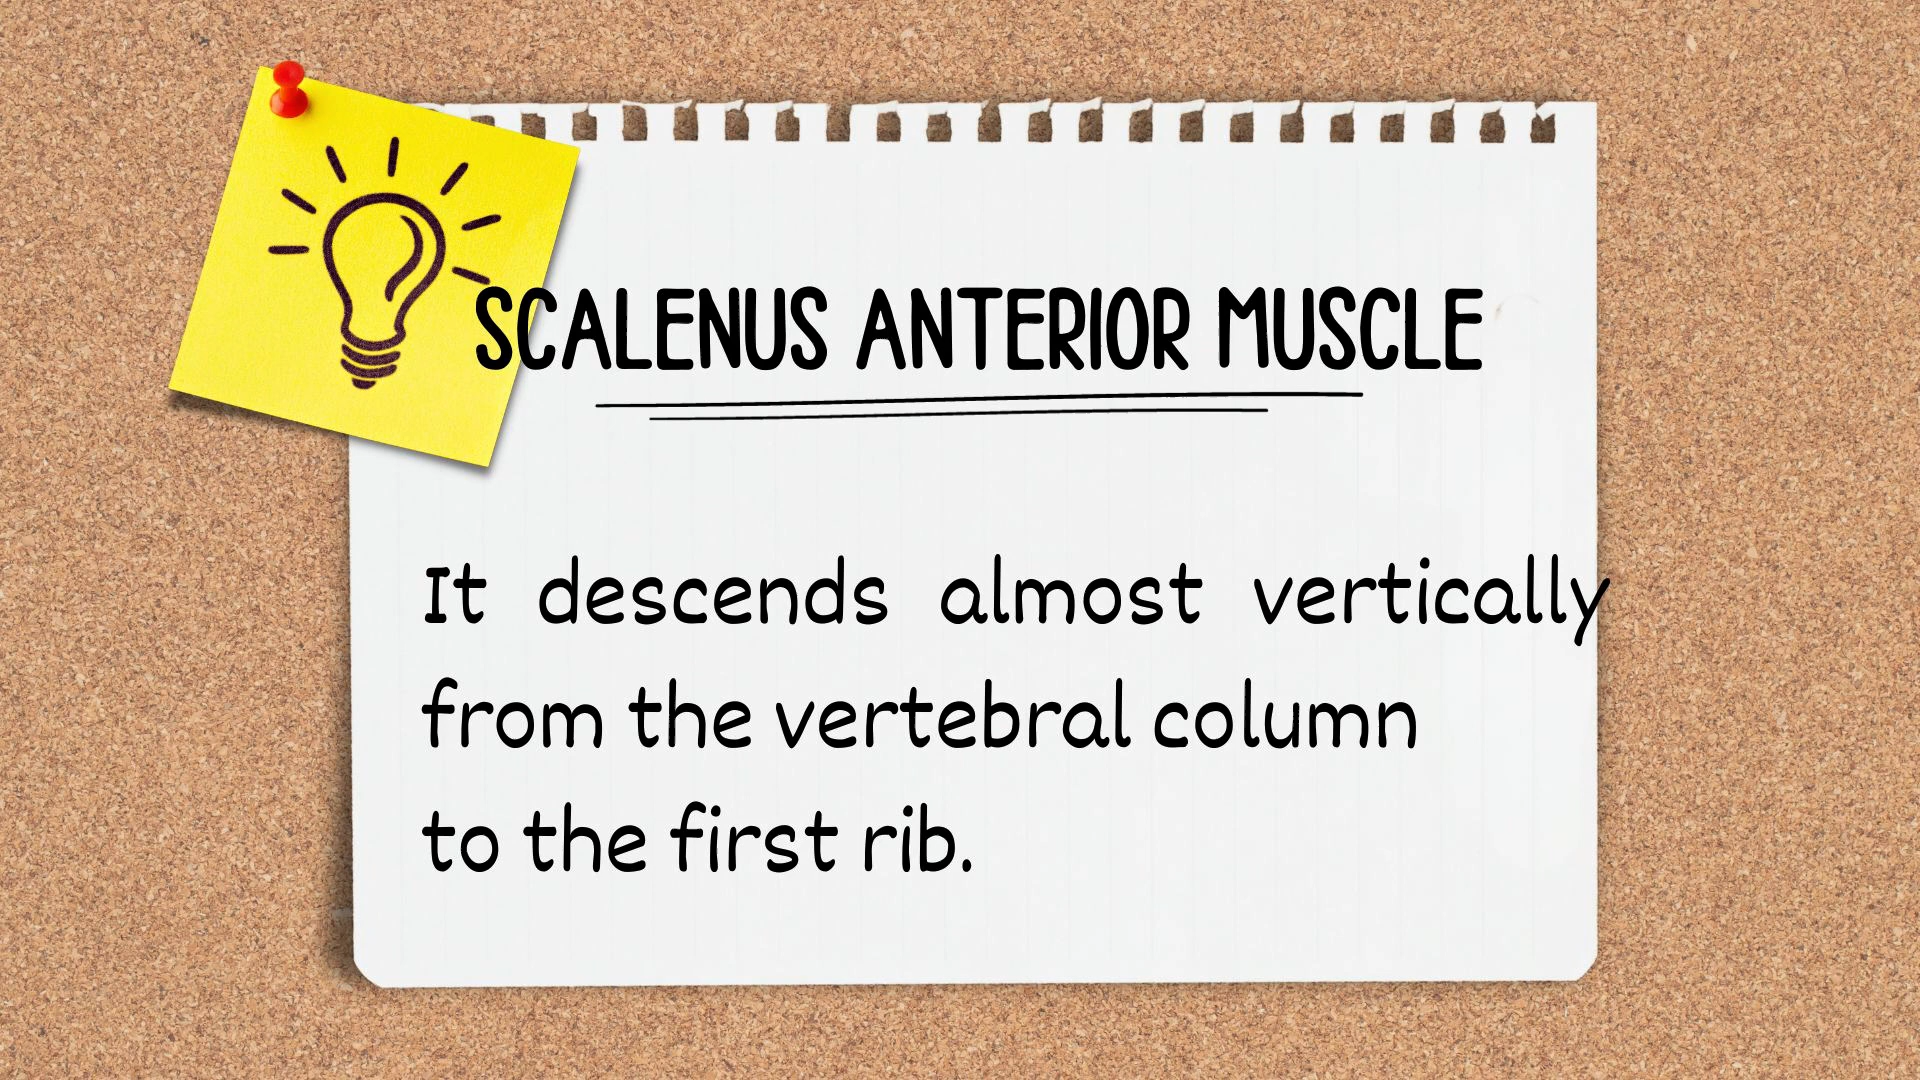 SCALENUS ANTERIOR MUSCLE
It descends almost vertically
from the vertebral column
to the first rib.